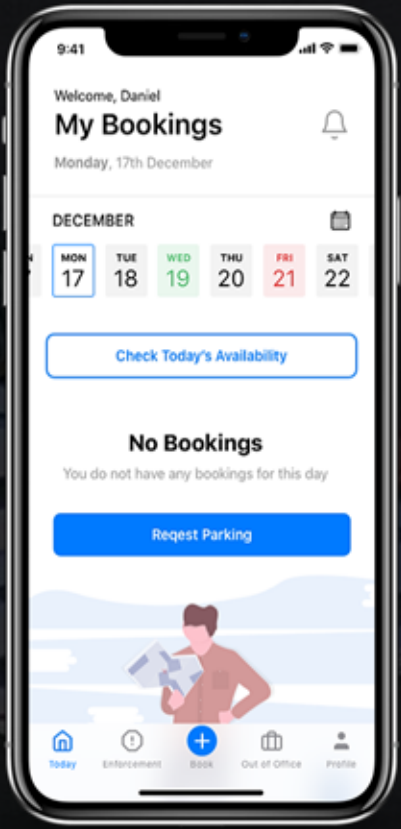 9:41
Welcome, Daniel
My Bookings
Monday, 17th December
DECEMBER
MON TUE WED THU FRI SAT
17 18 19 20 21 22
Check Today's Availability
No Bookings
You do not have any bookings for this day
Reqest Parking
Today Enforcement Book Out of Office Profile